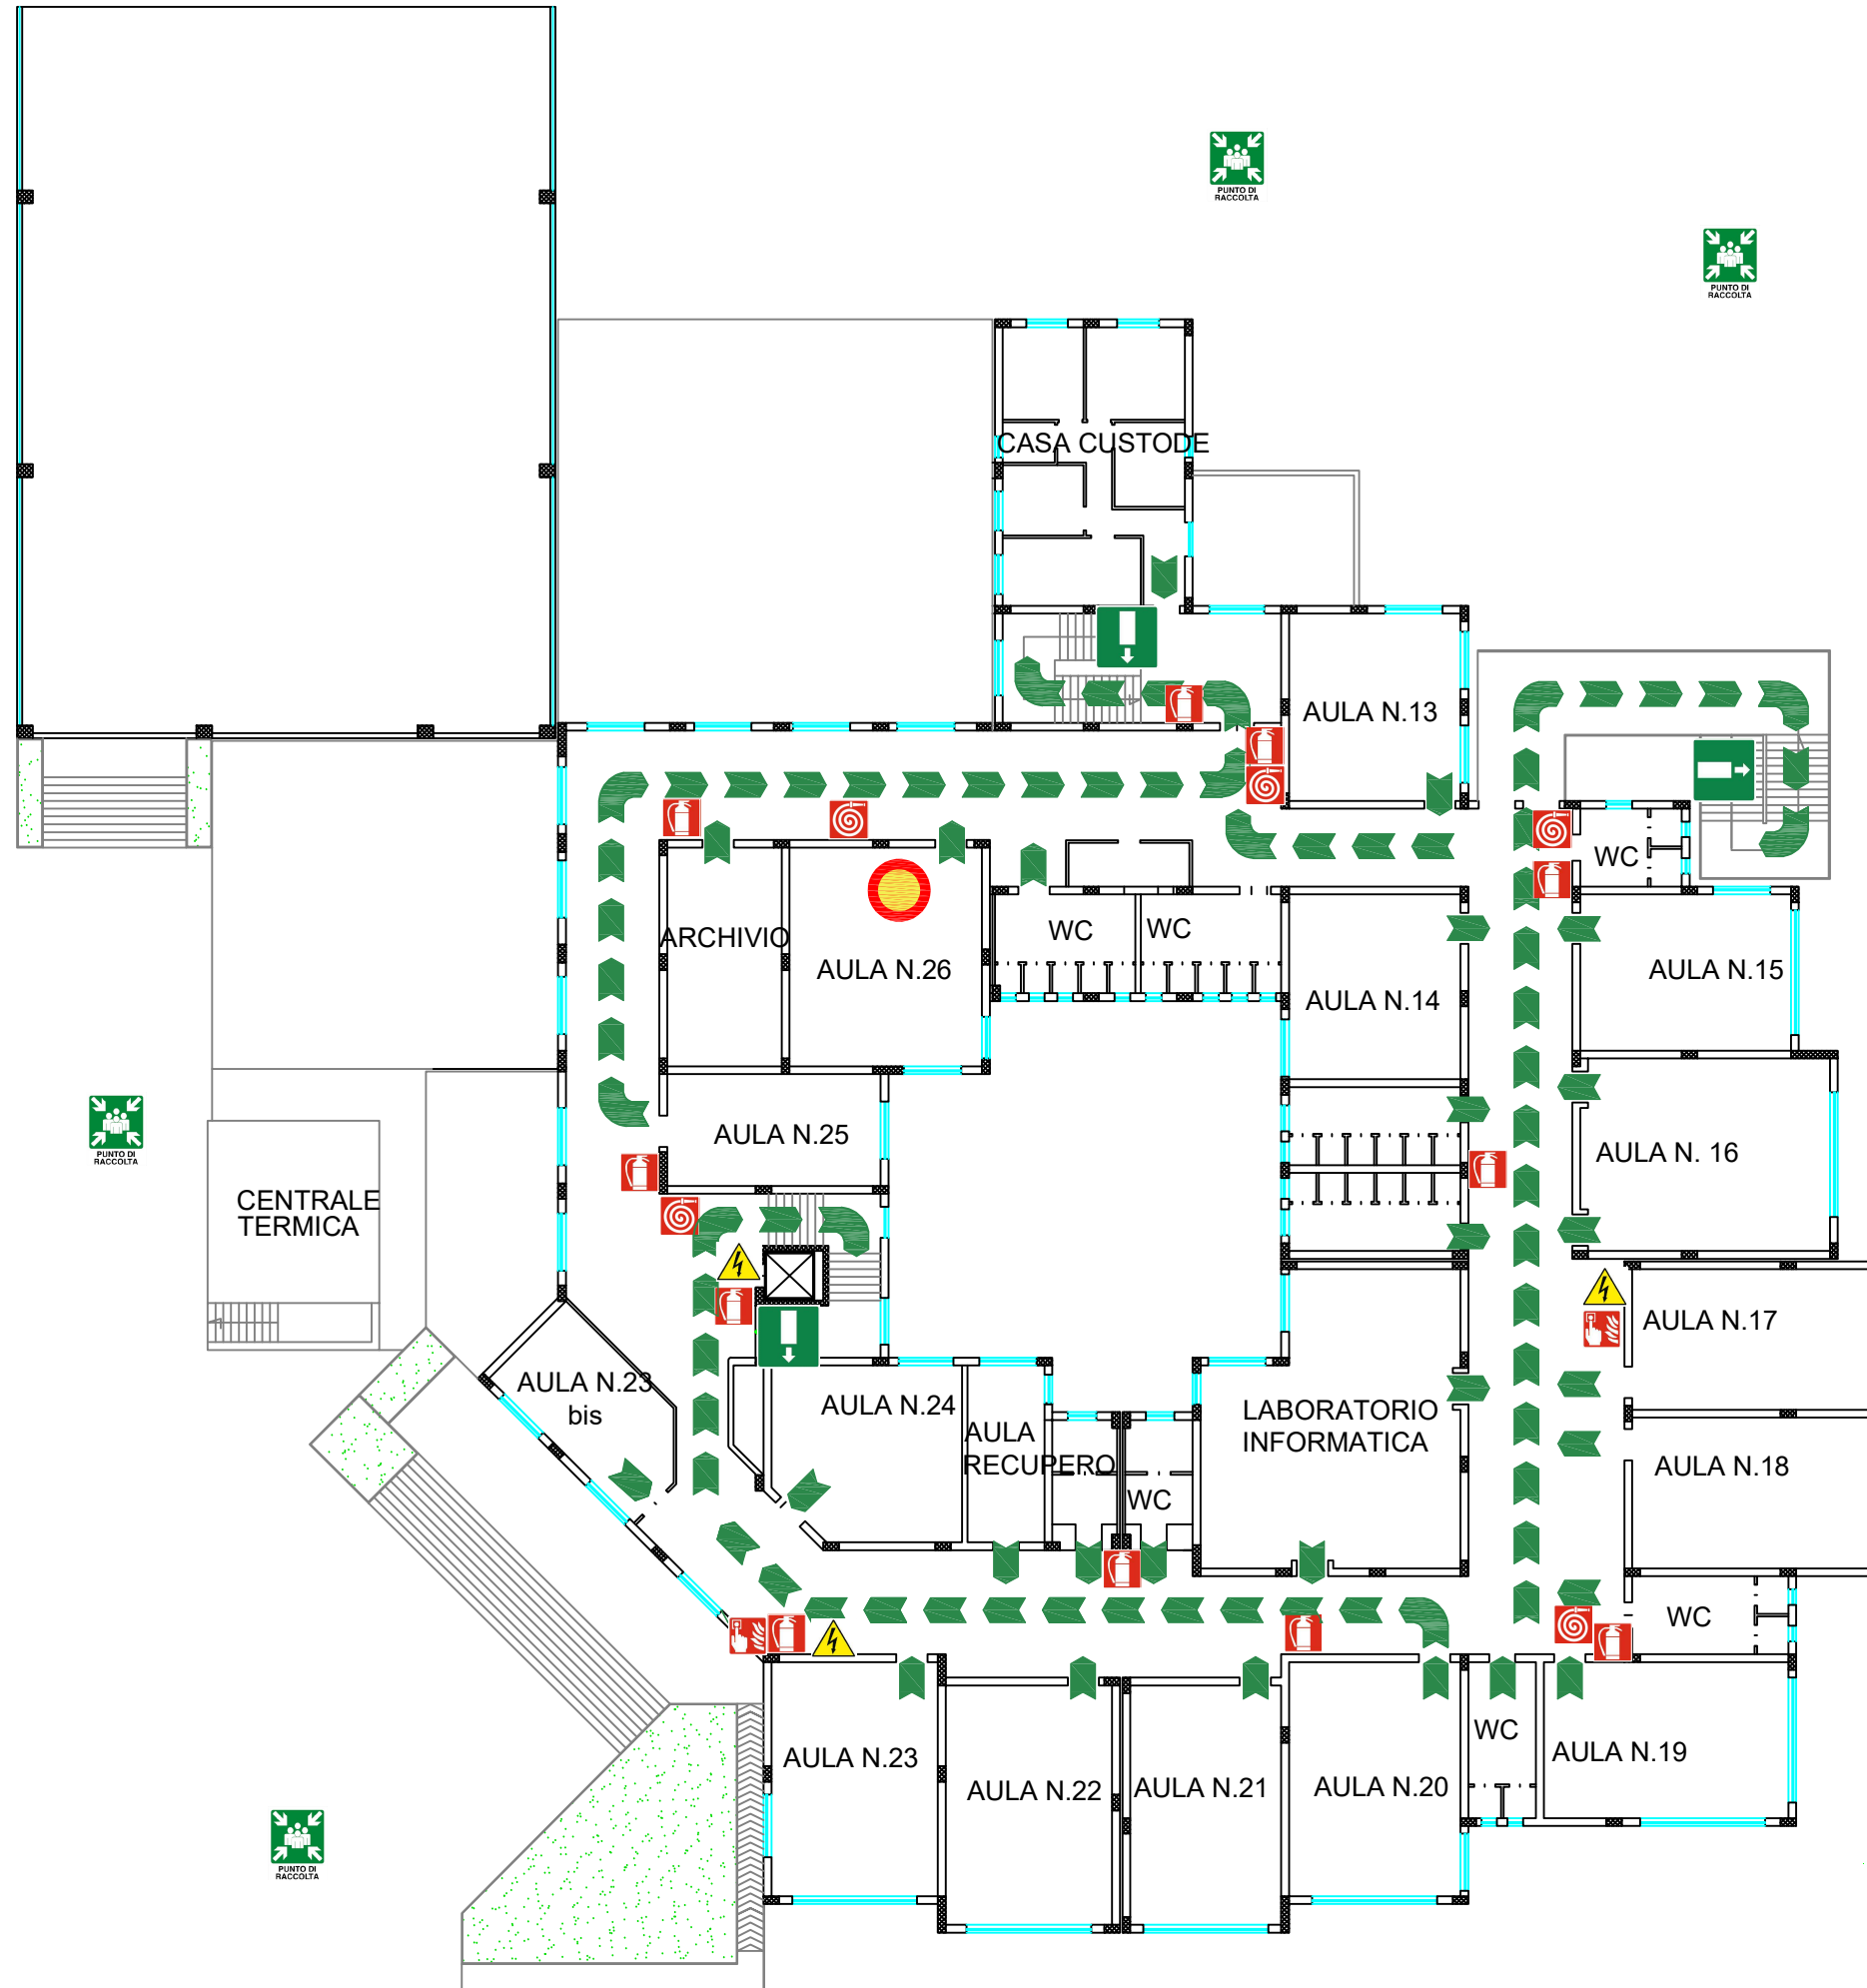 PUNTO DI
RACCOLTA
PUNTO DI
RACCOLTA
CASA CUSTODE
AULA N.13
WC
ARCHIVIO
AULA N.26
WC
WC
AULA N.14
AULA N.15
PUNTO DI
RACCOLTA
AULA N.25
AULA N. 16
CENTRALE
TERMICA
AULA N.17
AULA N.23
bis
AULA N.24
AULA
RECUPERO
WC
LABORATORIO
INFORMATICA
AULA N.18
WC
AULA N.23
AULA N.22
AULA N.21
AULA N.20
WC
AULA N.19
PUNTO DI
RACCOLTA